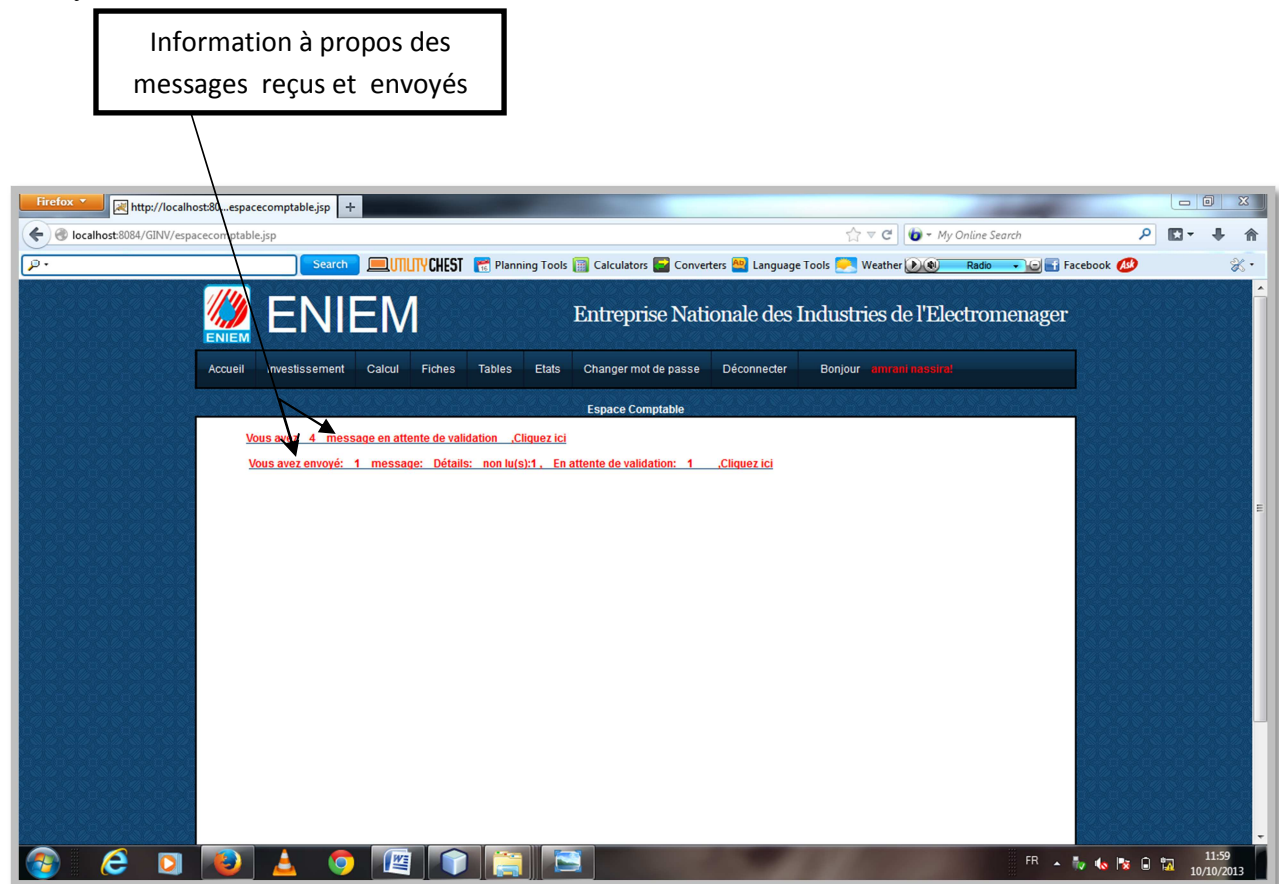 Information à propos des
messages reçus et envoyés
Firefox
http://localhost:80...espacecomptable.jsp
localhost:8084/GINV/espacecomptable.jsp
My Online Search
Search
UTILITYCHEST
16
Planning Tools
Calculators
Converters
Language Tools
Weather
Radio
Facebook
Ask
ENIEM
ENIEM
Entreprise Nationale des Industries de l'Electromenager
Accueil Investissement Calcul Fiches Tables Etats Changer mot de passe Déconnecter Bonjour amrani nassira!
Espace Comptable
Vous avez 4 message en attente de validation ,Cliquez ici
Vous avez envoyé: 1 message: Détails: non lu(s):1 , En attente de validation: 1 ,Cliquez ici
FR
11:59
10/10/2013